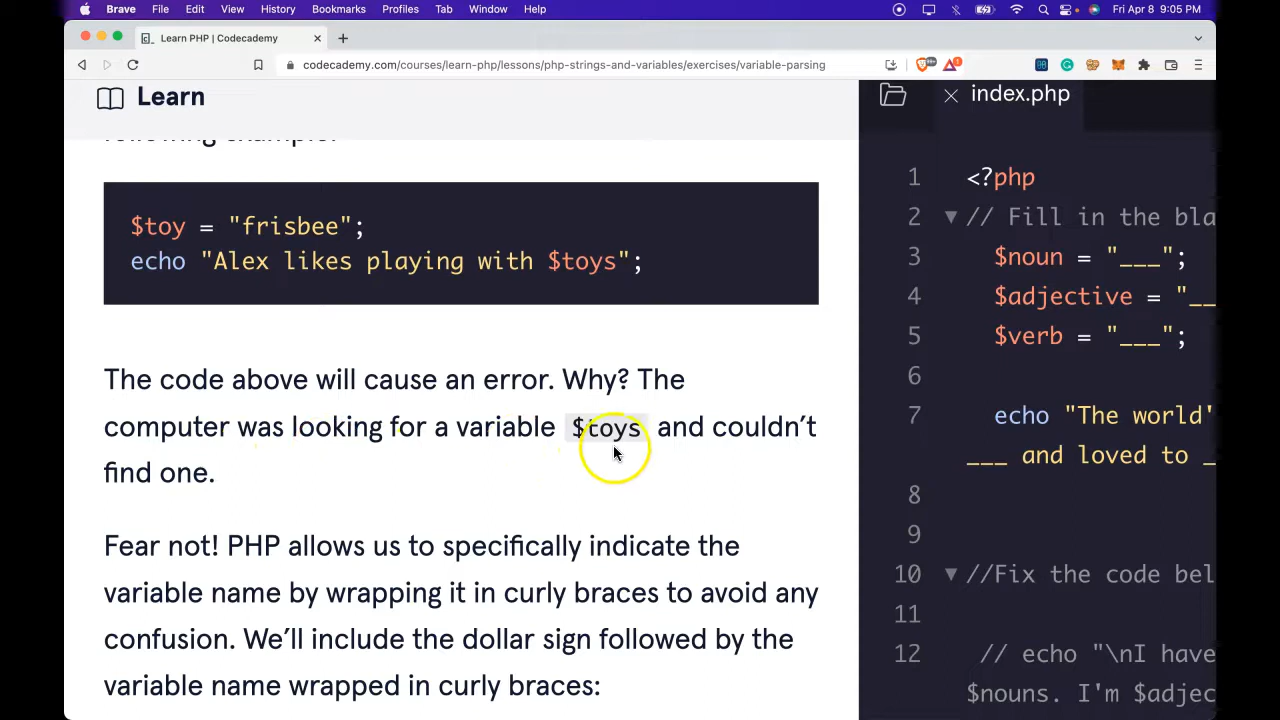 Brave File Edit View History Bookmarks Profiles Tab Window Help Fri Apr 8 9:05 PM
Learn PHP | Codecademy
codecademy.com/courses/learn-php/lessons/php-strings-and-variables/exercises/variable-parsing
Learn
following example:
$toy = "frisbee";
echo "Alex likes playing with $toys";
The code above will cause an error. Why? The
computer was looking for a variable $toys and couldn't
find one.
Fear not! PHP allows us to specifically indicate the
variable name by wrapping it in curly braces to avoid any
confusion. We'll include the dollar sign followed by the
variable name wrapped in curly braces:
index.php
1 <?php
2 // Fill in the bla
3 $noun = "___";
4 $adjective = "__
5 $verb = "___";
6
7 echo "The world'
___ and loved to _
8
9
10 //Fix the code bel
11
12 // echo "\nI have
$nouns. I'm $adjec